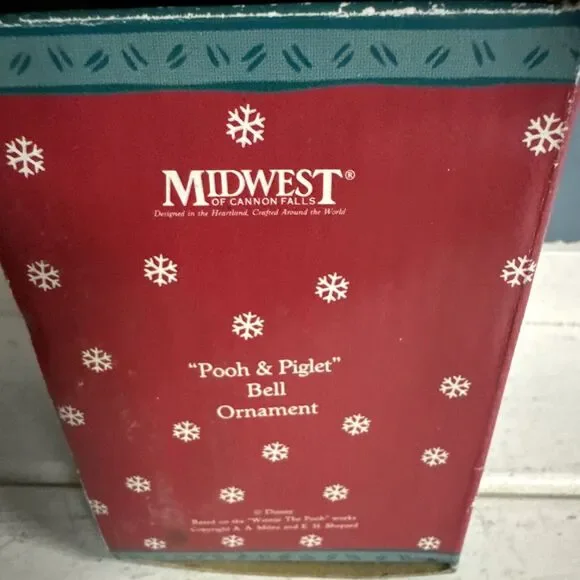 MIDWEST®
OF CANNON FALLS
Designed in the Heartland, Crafted Around the World
"Pooh & Piglet"
Bell
Ornament
© Disney
Based on the "Winnie The Pooh" works
Copyright A. A. Milne and E. H. Shepard